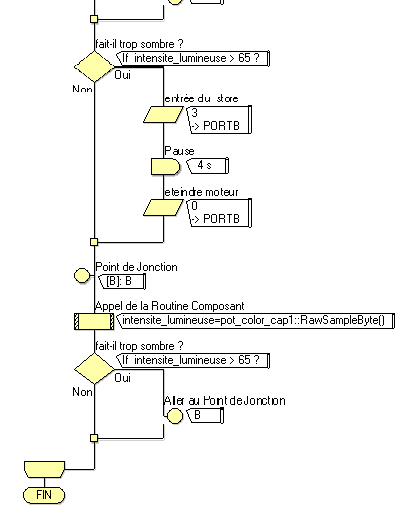 fait-il trop sombre ?
If intensite_lumineuse > 65 ?
Oui
Non
entrée du store
3
-> PORTB
Pause
4 s
eteindre moteur
0
-> PORTB
Point de Jonction
[B]: B
Appel de la Routine Composant
intensite_lumineuse=pot_color_cap1::RawSampleByte()
fait-il trop sombre ?
If intensite_lumineuse > 65 ?
Oui
Non
Aller au Point de Jonction
B
FIN